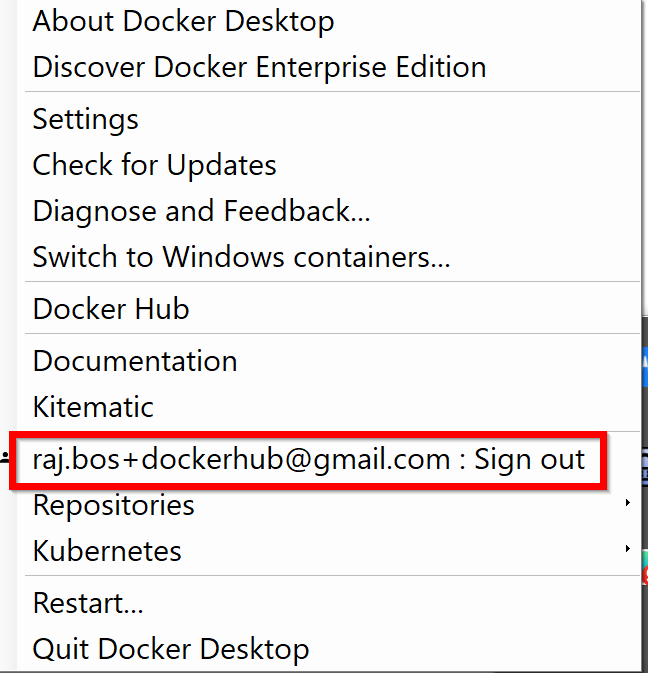 About Docker Desktop
Discover Docker Enterprise Edition
Settings
Check for Updates
Diagnose and Feedback...
Switch to Windows containers...
Docker Hub
Documentation
Kitematic
raj.bos+dockerhub@gmail.com : Sign out
Repositories
Kubernetes
Restart...
Quit Docker Desktop